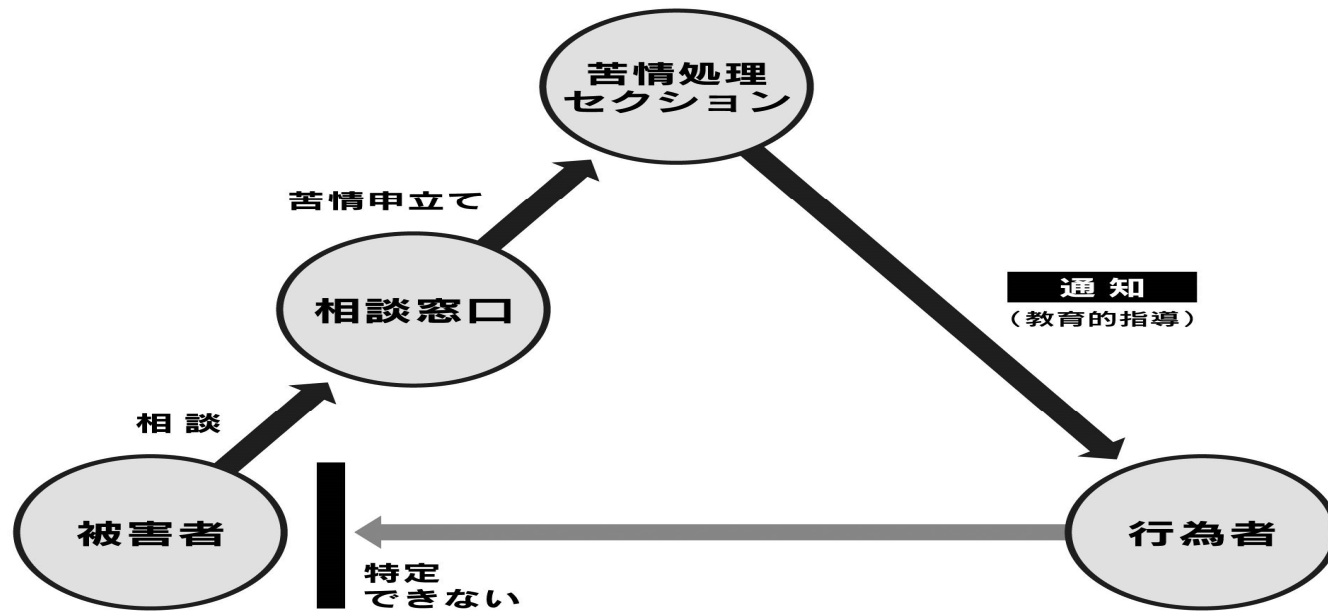 苦情処理
セクション
苦情申立て
相談窓口
通知
（教育的指導）
相談
被害者
特定
できない
行為者